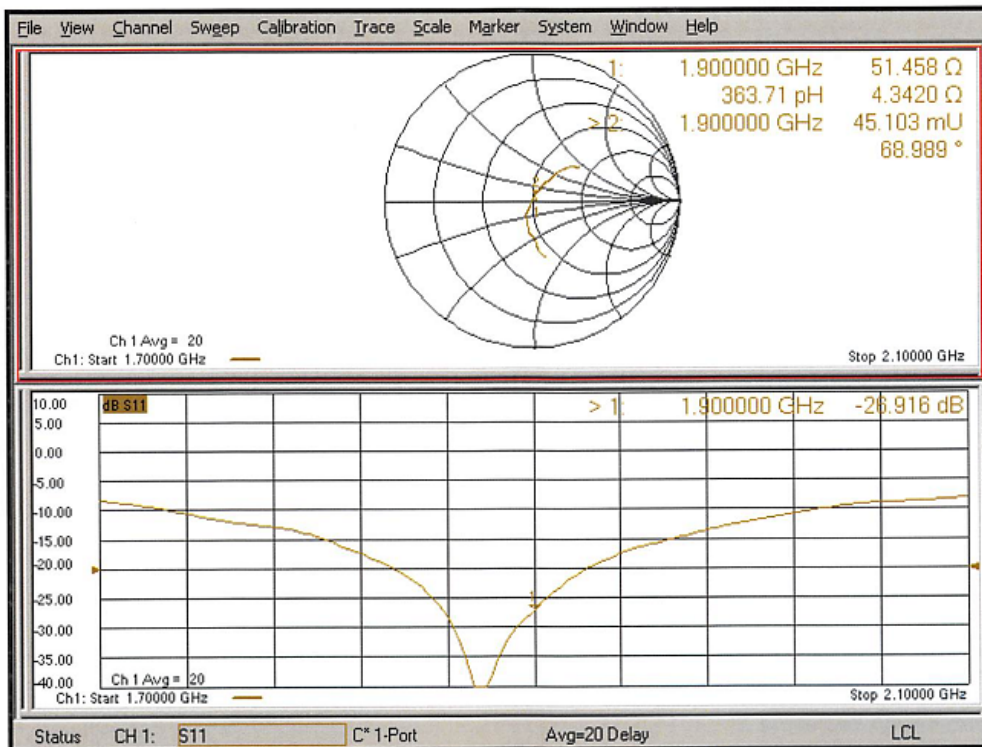 File View Channel Sweep Calibration Trace Scale Marker System Window Help
1: 1.900000 GHz 51.458 Ω
363.71 pH 4.3420 Ω
> 2: 1.900000 GHz 45.103 mU
68.989 °
Ch 1 Avg = 20
Ch1: Start 1.70000 GHz Stop 2.10000 GHz
10.00 dB S11 > 1: 1.900000 GHz -26.916 dB
5.00
0.00
-5.00
-10.00
-15.00
-20.00
-25.00
1
-30.00
-35.00
-40.00 Ch 1 Avg = 20
Ch1: Start 1.70000 GHz Stop 2.10000 GHz
Status CH 1: S11 C* 1-Port Avg=20 Delay LCL